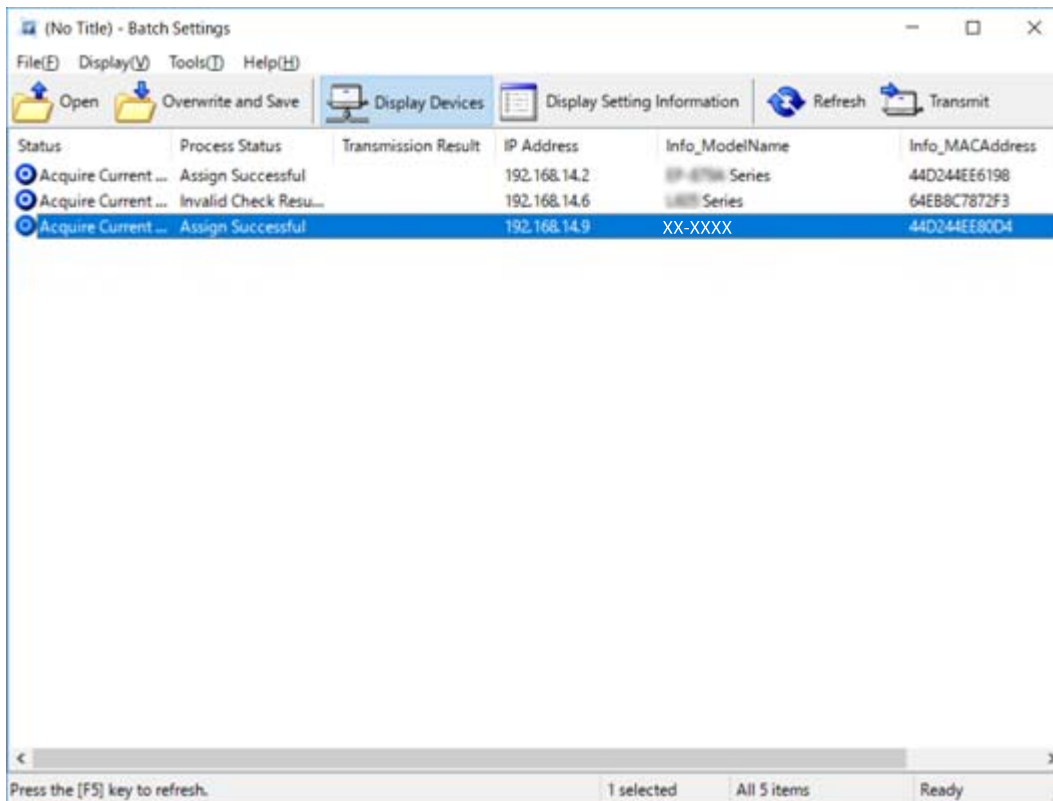 (No Title) - Batch Settings
File(F) Display(V) Tools(T) Help(H)
Open Overwrite and Save Display Devices Display Setting Information Refresh Transmit
Status Process Status Transmission Result IP Address Info_ModelName Info_MACAddress
Acquire Current ... Assign Successful 192.168.14.2 Series 44D244EE6198
Acquire Current ... Invalid Check Resu... 192.168.14.6 Series 64EB8C7872F3
Acquire Current ... Assign Successful 192.168.14.9 XX-XXXX 44D244EE80D4
Press the [F5] key to refresh. 1 selected All 5 items Ready